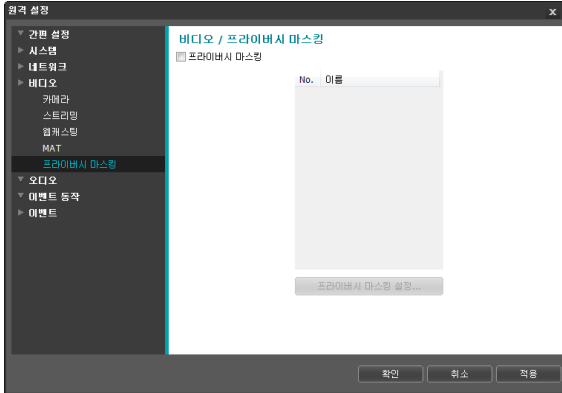 원격 설정
x
간편 설정
시스템
네트워크
비디오
카메라
스트리밍
웹캐스팅
MAT
프라이버시 마스킹
오디오
이벤트 동작
이벤트
비디오 / 프라이버시 마스킹
프라이버시 마스킹
No. 이름
프라이버시 마스킹 설정...
확인 취소 적용